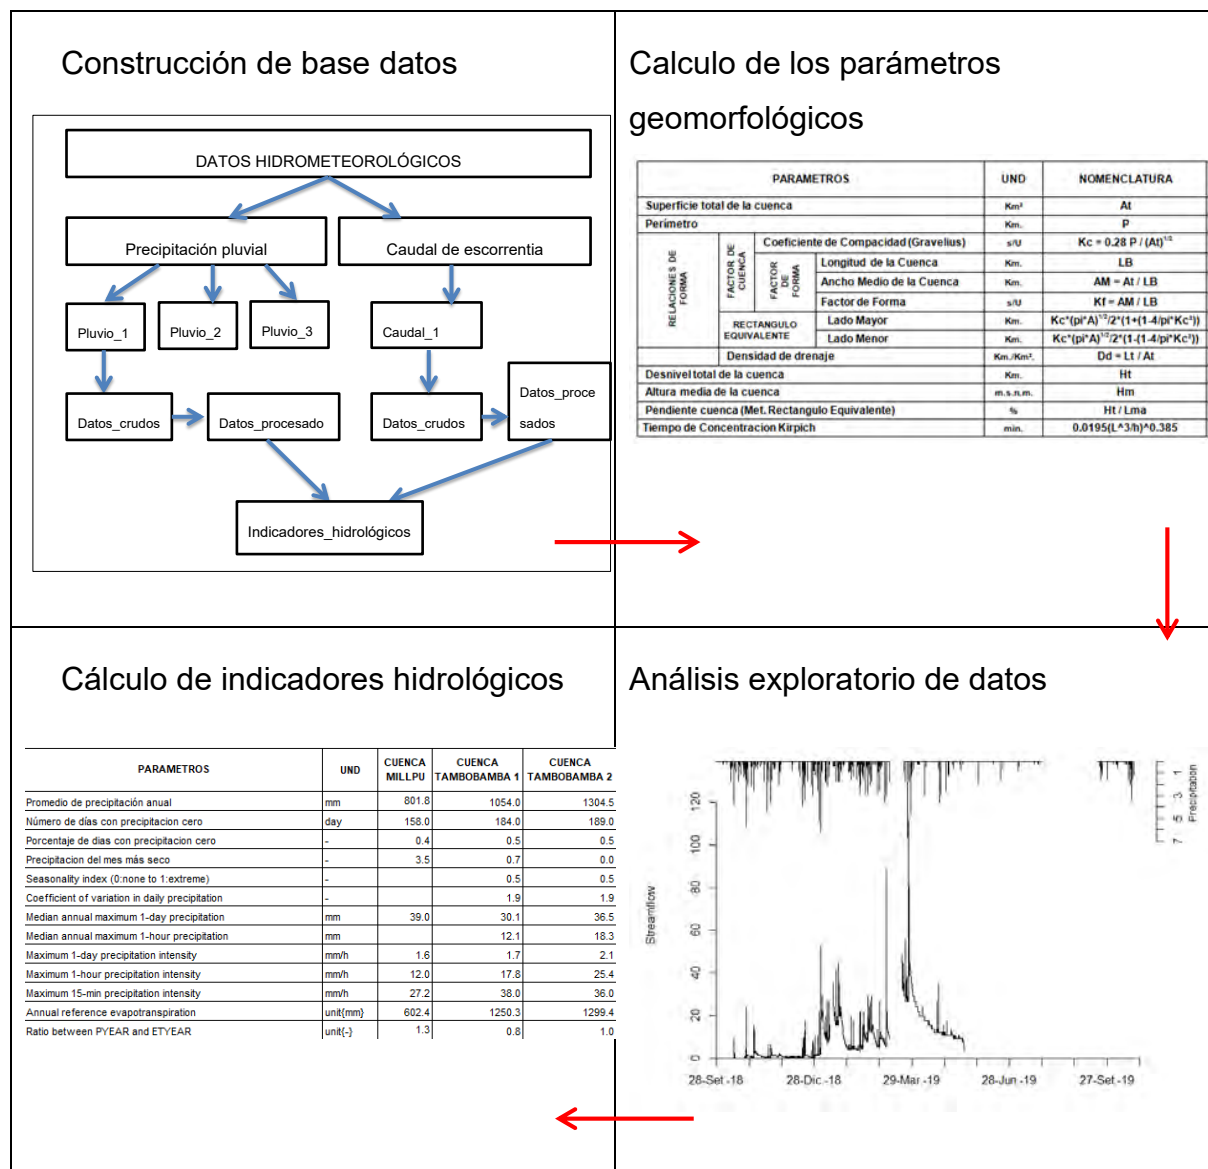 Construcción de base datos
DATOS HIDROMETEOROLÓGICOS
Precipitación pluvial
Caudal de escorrentia
Pluvio_1
Pluvio_2
Pluvio_3
Caudal_1
Datos_crudos
Datos_procesado
Datos_crudos
Datos_proce
sados
Indicadores_hidrológicos
Calculo de los parámetros
geomorfológicos
PARAMETROS UND NOMENCLATURA
Superficie total de la cuenca Km² At
Perimetro Km. P
RELACIONES DE
FORMA
FACTOR DE
CUENCA
Coeficiente de Compacidad (Gravelius) s/U Kc = 0.28 P / (At)^1/2
FACTOR
DE
FORMA
Longitud de la Cuenca Km. LB
Ancho Medio de la Cuenca Km. AM = At / LB
Factor de Forma s/U Kf = AM / LB
RECTANGULO
EQUIVALENTE
Lado Mayor Km. Kc*(pi*A)^1/2/2*(1+(1-4/pi*Kc²))
Lado Menor Km. Kc*(pi*A)^1/2/2*(1-(1-4/pi*Kc²))
Densidad de drenaje Km./Km². Dd = Lt / At
Desnivel total de la cuenca Km. Ht
Altura media de la cuenca m.s.n.m. Hm
Pendiente cuenca (Met. Rectangulo Equivalente) % Ht / Lma
Tiempo de Concentracion Kirpich min. 0.0195(L^3/h)^0.385
Cálculo de indicadores hidrológicos
PARAMETROS UND CUENCA MILLPU CUENCA TAMBOBAMBA 1 CUENCA TAMBOBAMBA 2
Promedio de precipitación anual mm 801.8 1054.0 1304.5
Número de días con precipitacion cero day 158.0 184.0 189.0
Porcentaje de dias con precipitacion cero - 0.4 0.5 0.5
Precipitacion del mes más seco - 3.5 0.7 0.0
Seasonality index (0:none to 1:extreme) - 0.5 0.5
Coefficient of variation in daily precipitation - 1.9 1.9
Median annual maximum 1-day precipitation mm 39.0 30.1 36.5
Median annual maximum 1-hour precipitation mm 12.1 18.3
Maximum 1-day precipitation intensity mm/h 1.6 1.7 2.1
Maximum 1-hour precipitation intensity mm/h 12.0 17.8 25.4
Maximum 15-min precipitation intensity mm/h 27.2 38.0 36.0
Annual reference evapotranspiration unit{mm} 602.4 1250.3 1299.4
Ratio between PYEAR and ETYEAR unit{-} 1.3 0.8 1.0
Análisis exploratorio de datos
Streamflow
0 20 40 60 80 100 120
28-Set.-18 28-Dic.-18 29-Mar.-19 28-Jun.-19 27-Set.-19
7 5 3 1
Precipitation